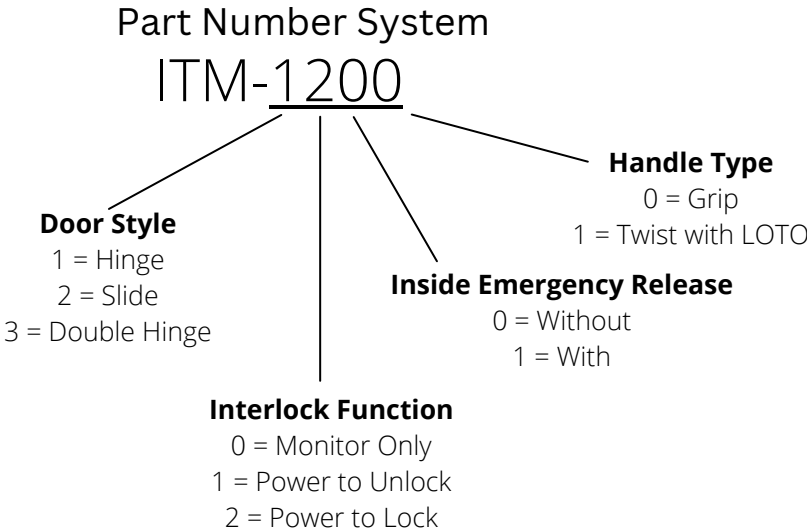 Part Number System
ITM-1200
Handle Type
0 = Grip
1 = Twist with LOTO
Door Style
1 = Hinge
2 = Slide
3 = Double Hinge
Inside Emergency Release
0 = Without
1 = With
Interlock Function
0 = Monitor Only
1 = Power to Unlock
2 = Power to Lock